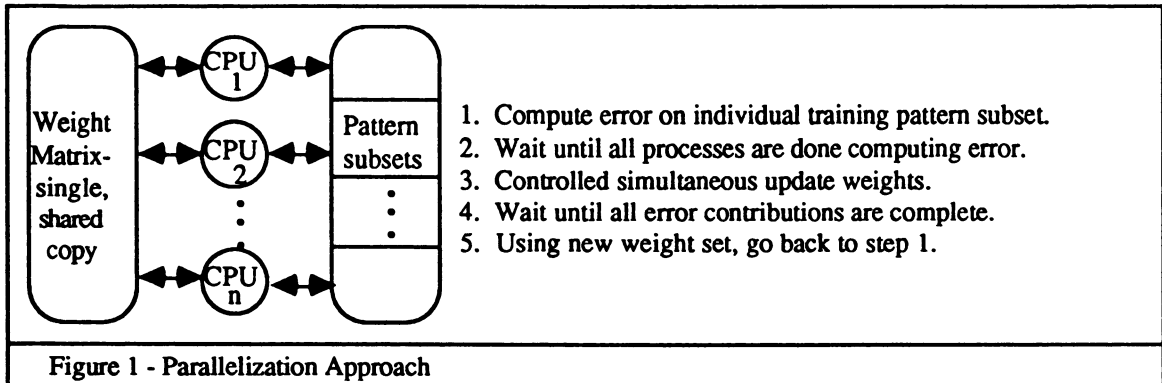 Weight
Matrix-
single,
shared
copy
CPU
1
CPU
2
CPU
n
Pattern
subsets
1. Compute error on individual training pattern subset.
2. Wait until all processes are done computing error.
3. Controlled simultaneous update weights.
4. Wait until all error contributions are complete.
5. Using new weight set, go back to step 1.
Figure 1 - Parallelization Approach